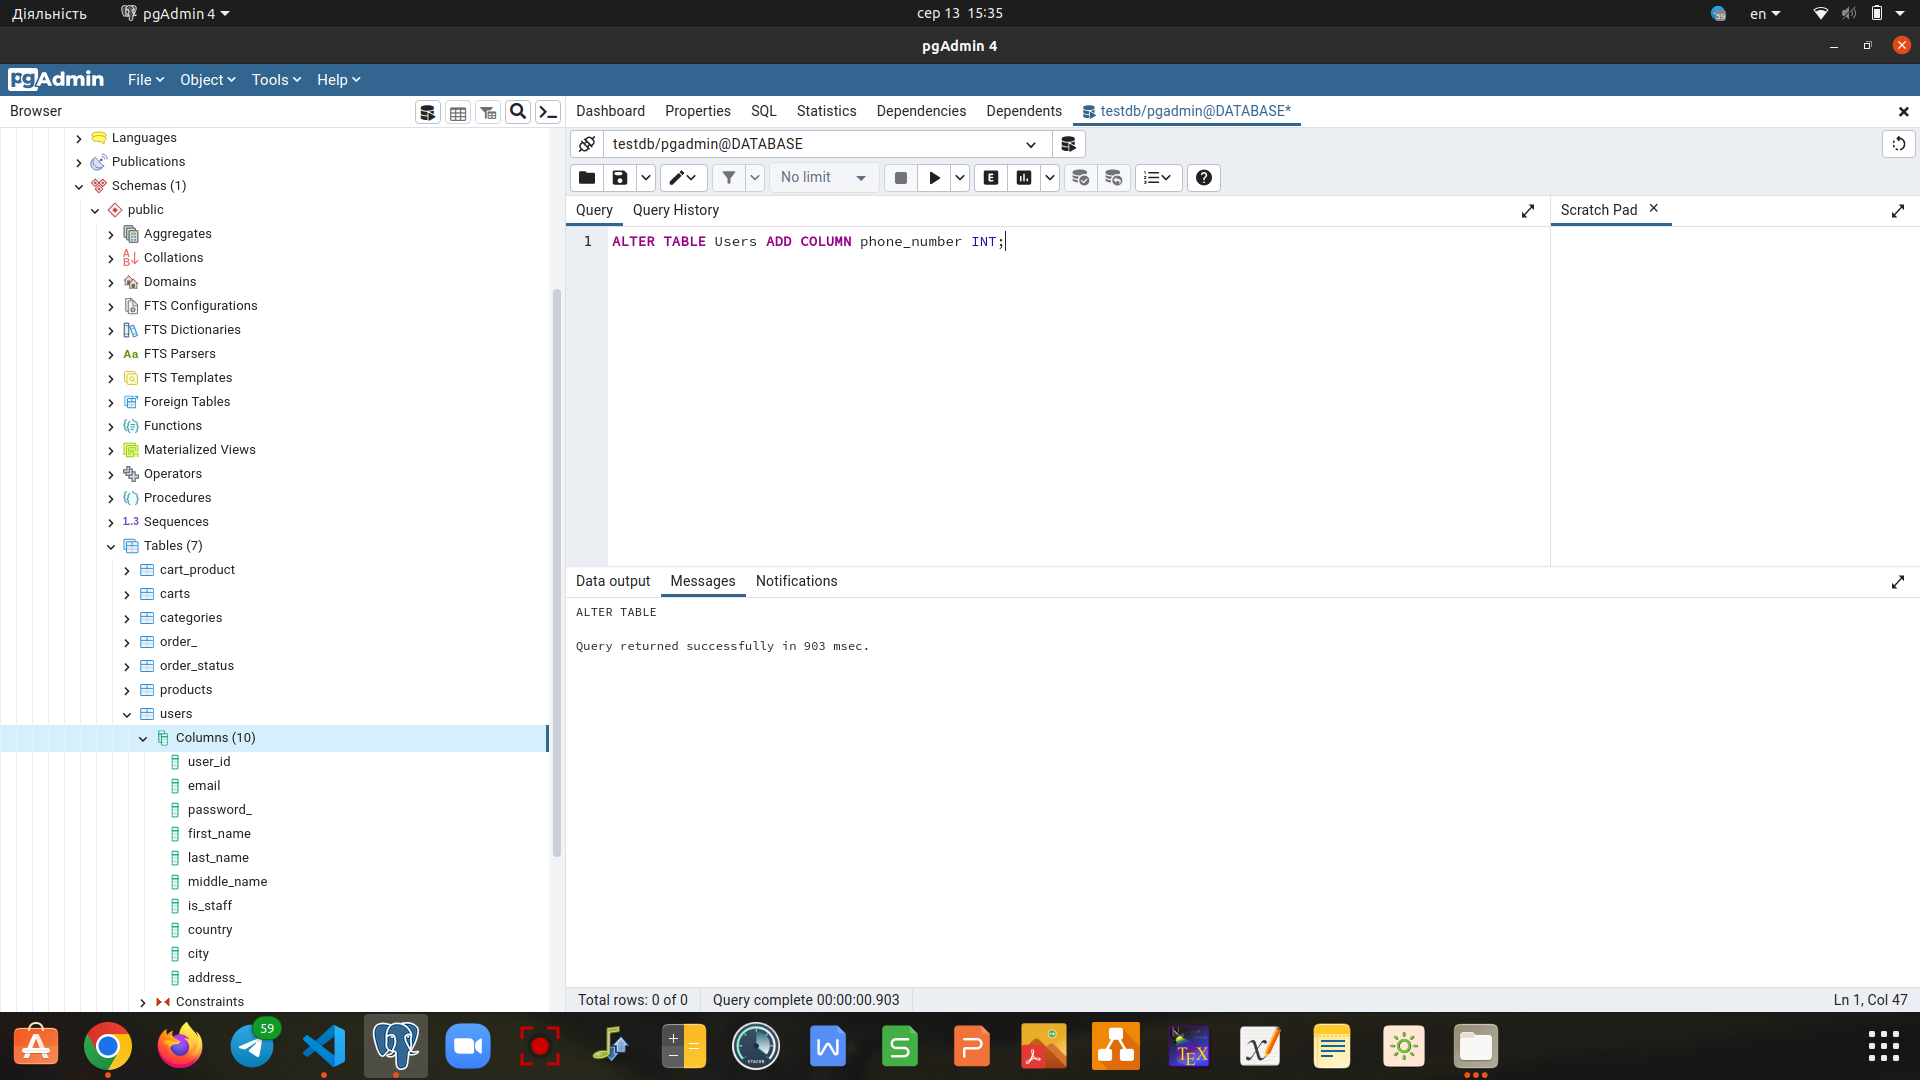 Діяльність
pgAdmin 4
сер 13 15:35
59
en
pgAdmin 4
pgAdmin
File
Object
Tools
Help
Browser
Dashboard
Properties
SQL
Statistics
Dependencies
Dependents
testdb/pgadmin@DATABASE*
Languages
Publications
Schemas (1)
public
Aggregates
Collations
Domains
FTS Configurations
FTS Dictionaries
Aa FTS Parsers
FTS Templates
Foreign Tables
Functions
Materialized Views
Operators
Procedures
1..3 Sequences
Tables (7)
cart_product
carts
categories
order_
order_status
products
users
Columns (10)
user_id
email
password_
first_name
last_name
middle_name
is_staff
country
city
address_
Constraints
testdb/pgadmin@DATABASE
No limit
E
Query
Query History
Scratch Pad
1 ALTER TABLE Users ADD COLUMN phone_number INT;
Data output
Messages
Notifications
ALTER TABLE
Query returned successfully in 903 msec.
Total rows: 0 of 0
Query complete 00:00:00.903
Ln 1, Col 47
59
STACER
W
S
P
TEX
X